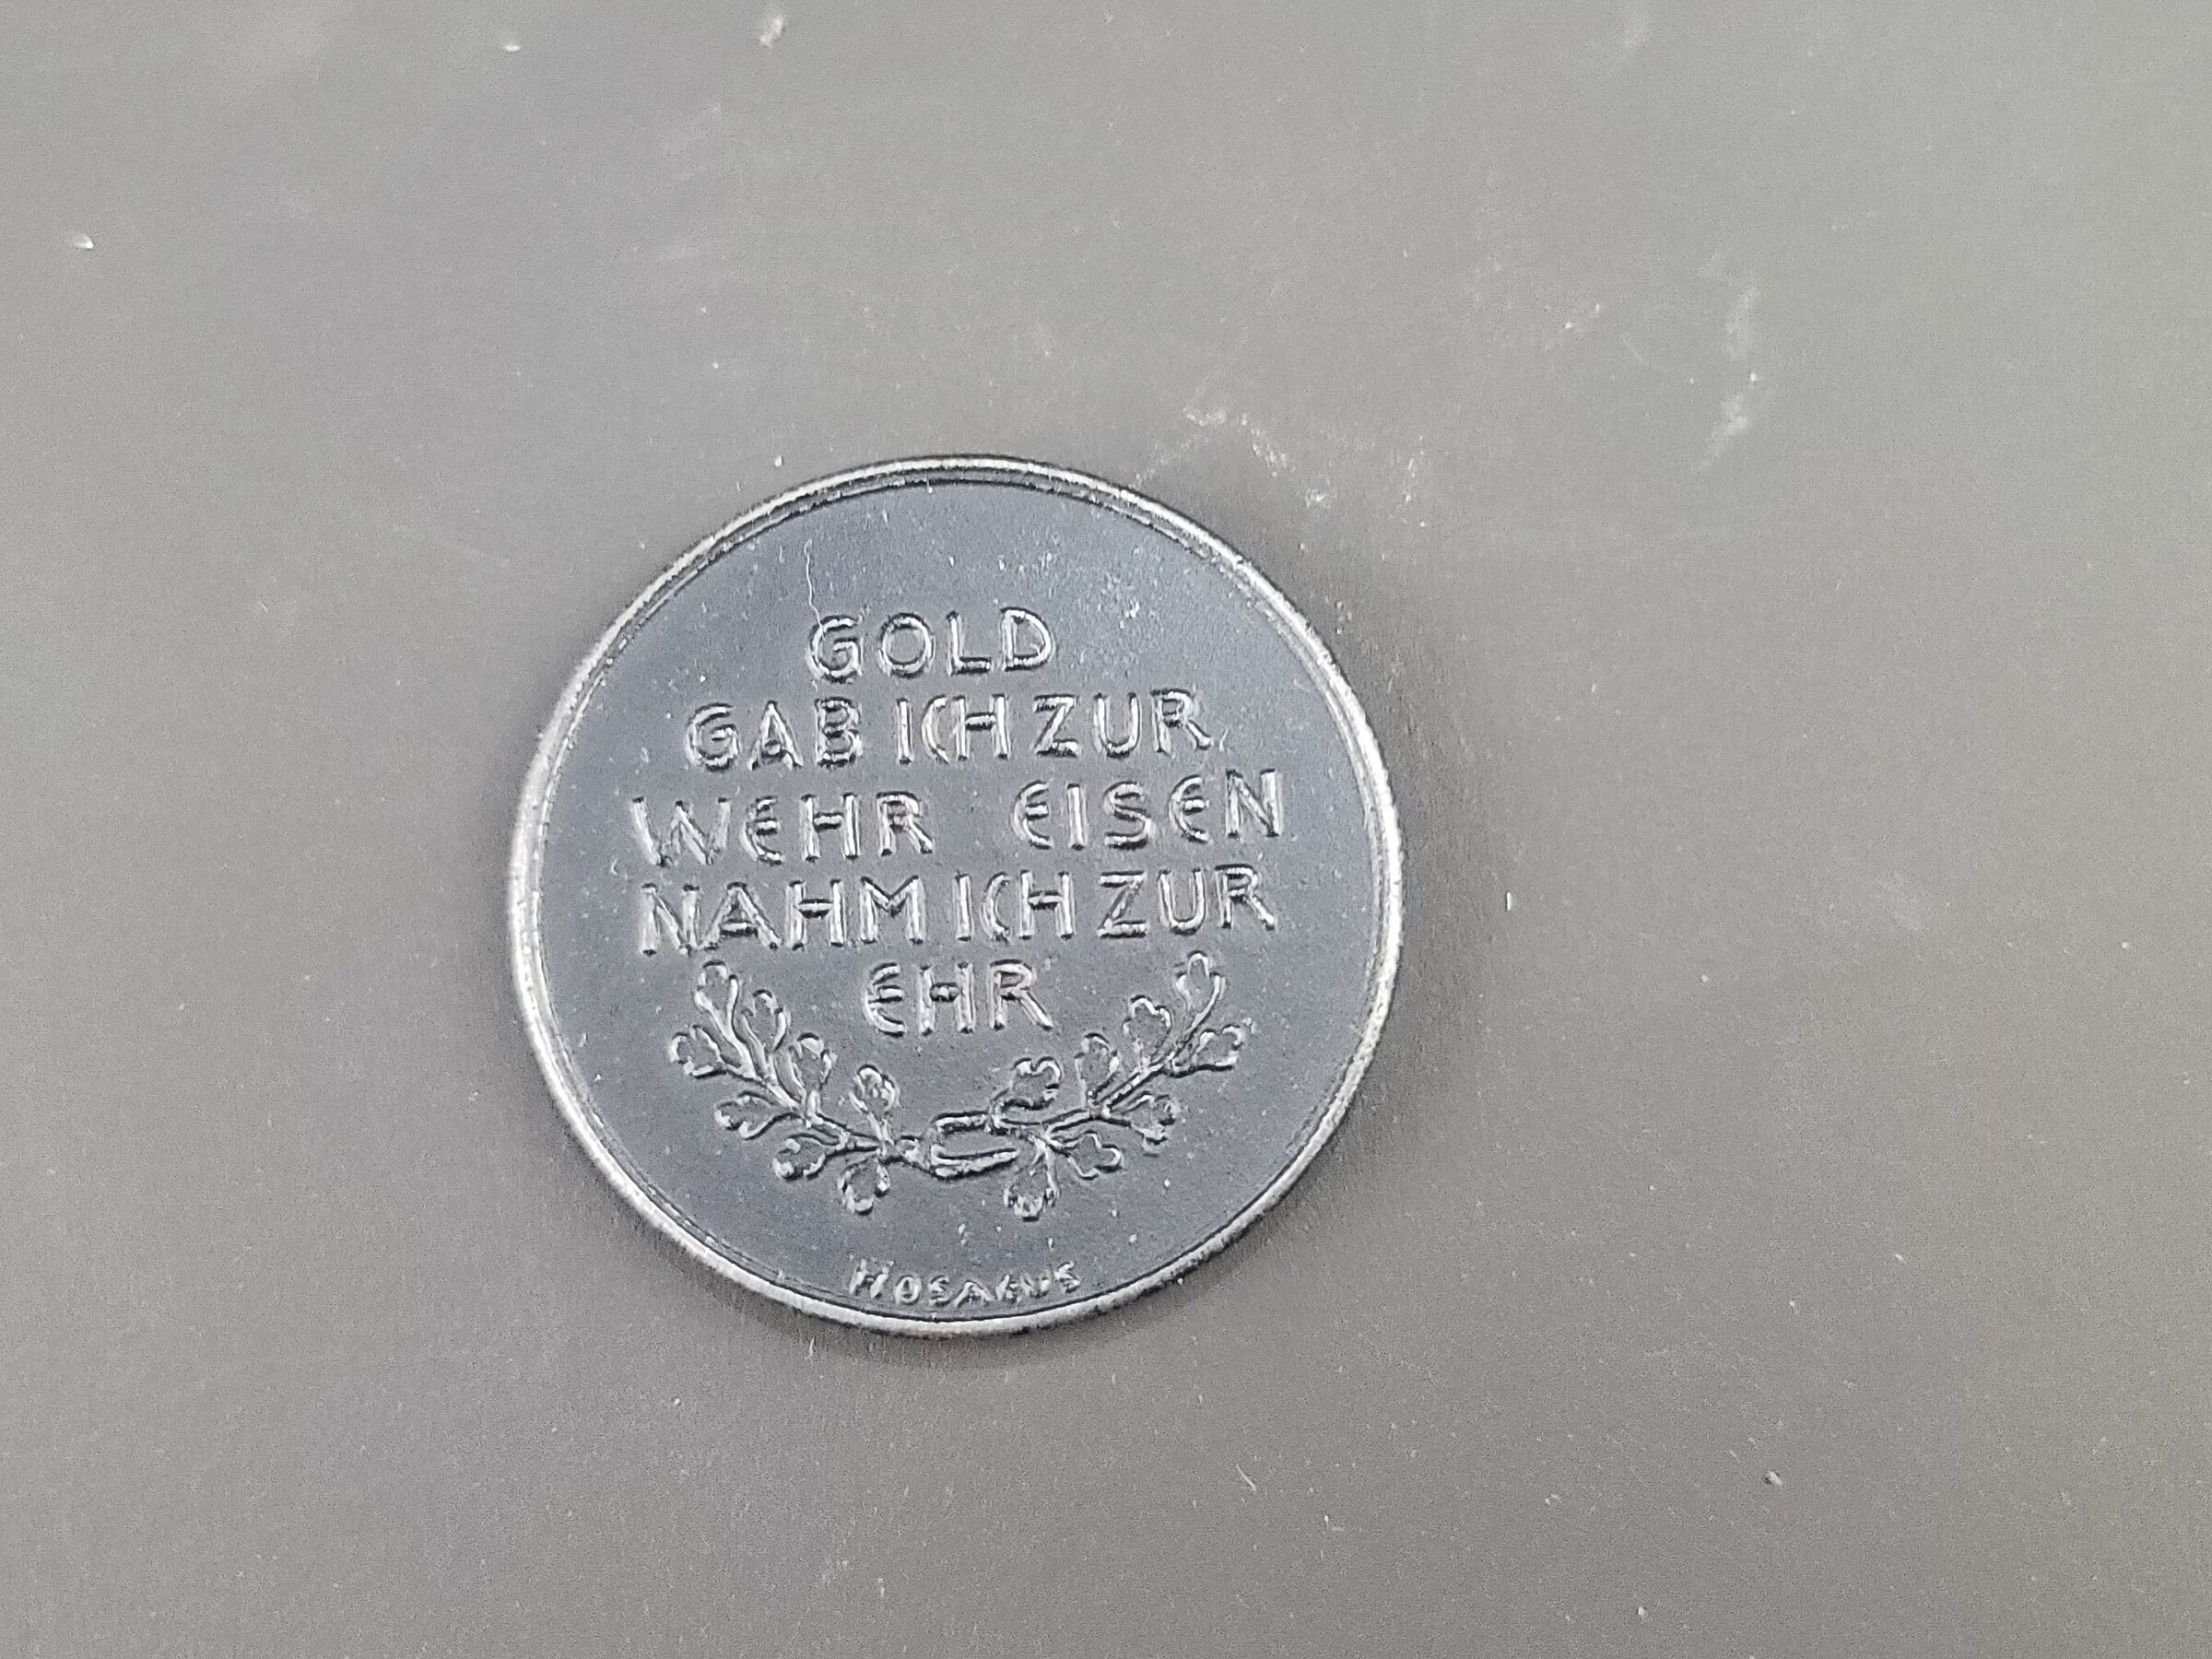 GOLD
GAB ICH ZUR
WEHR EISEN
NAHM ICH ZUR
EHR
HOSAEUS